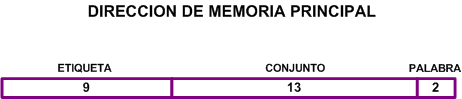 DIRECCION DE MEMORIA PRINCIPAL
ETIQUETA CONJUNTO PALABRA
9 13 2